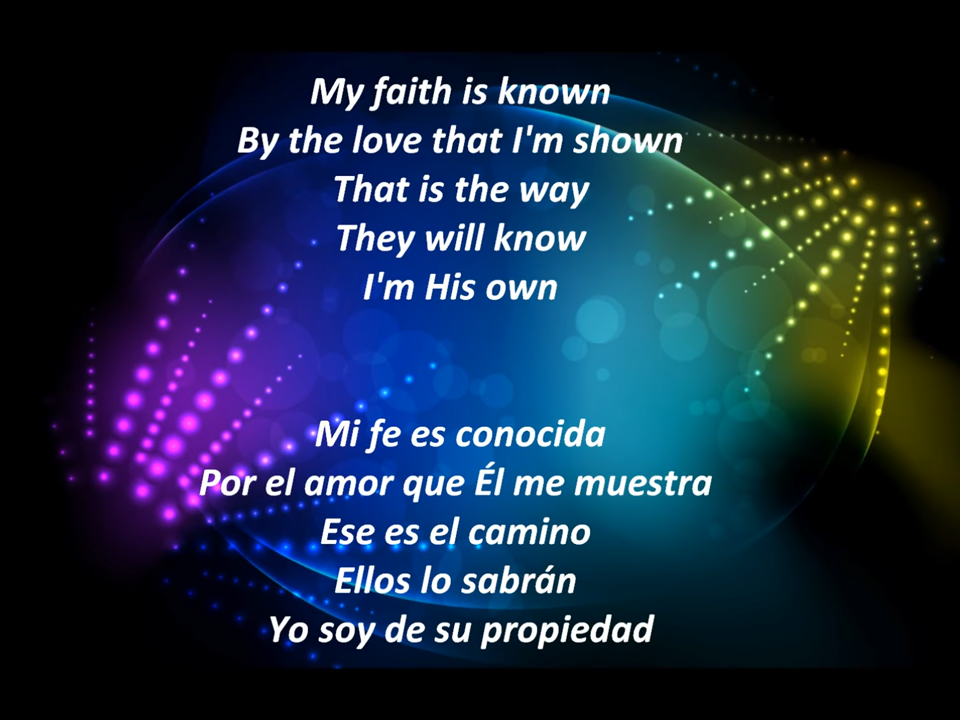 My faith is known
By the love that I'm shown
That is the way
They will know
I'm His own
Mi fe es conocida
Por el amor que Él me muestra
Ese es el camino
Ellos lo sabrán
Yo soy de su propiedad